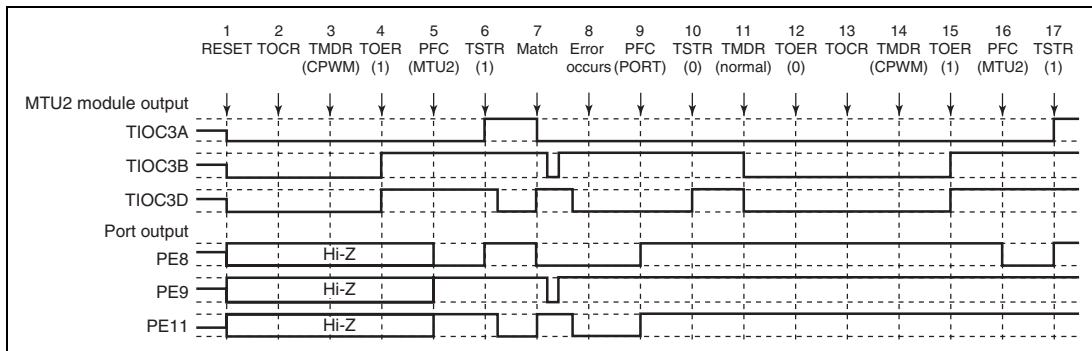 1 2 3 4 5 6 7 8 9 10 11 12 13 14 15 16 17
RESET TOCR TMDR TOER PFC TSTR Match Error PFC TSTR TMDR TOER TOCR TMDR TOER PFC TSTR
(CPWM) (1) (MTU2) (1) occurs (PORT) (0) (normal) (0) (CPWM) (1) (MTU2) (1)
MTU2 module output
TIOC3A
TIOC3B
TIOC3D
Port output
PE8 Hi-Z
PE9 Hi-Z
PE11 Hi-Z